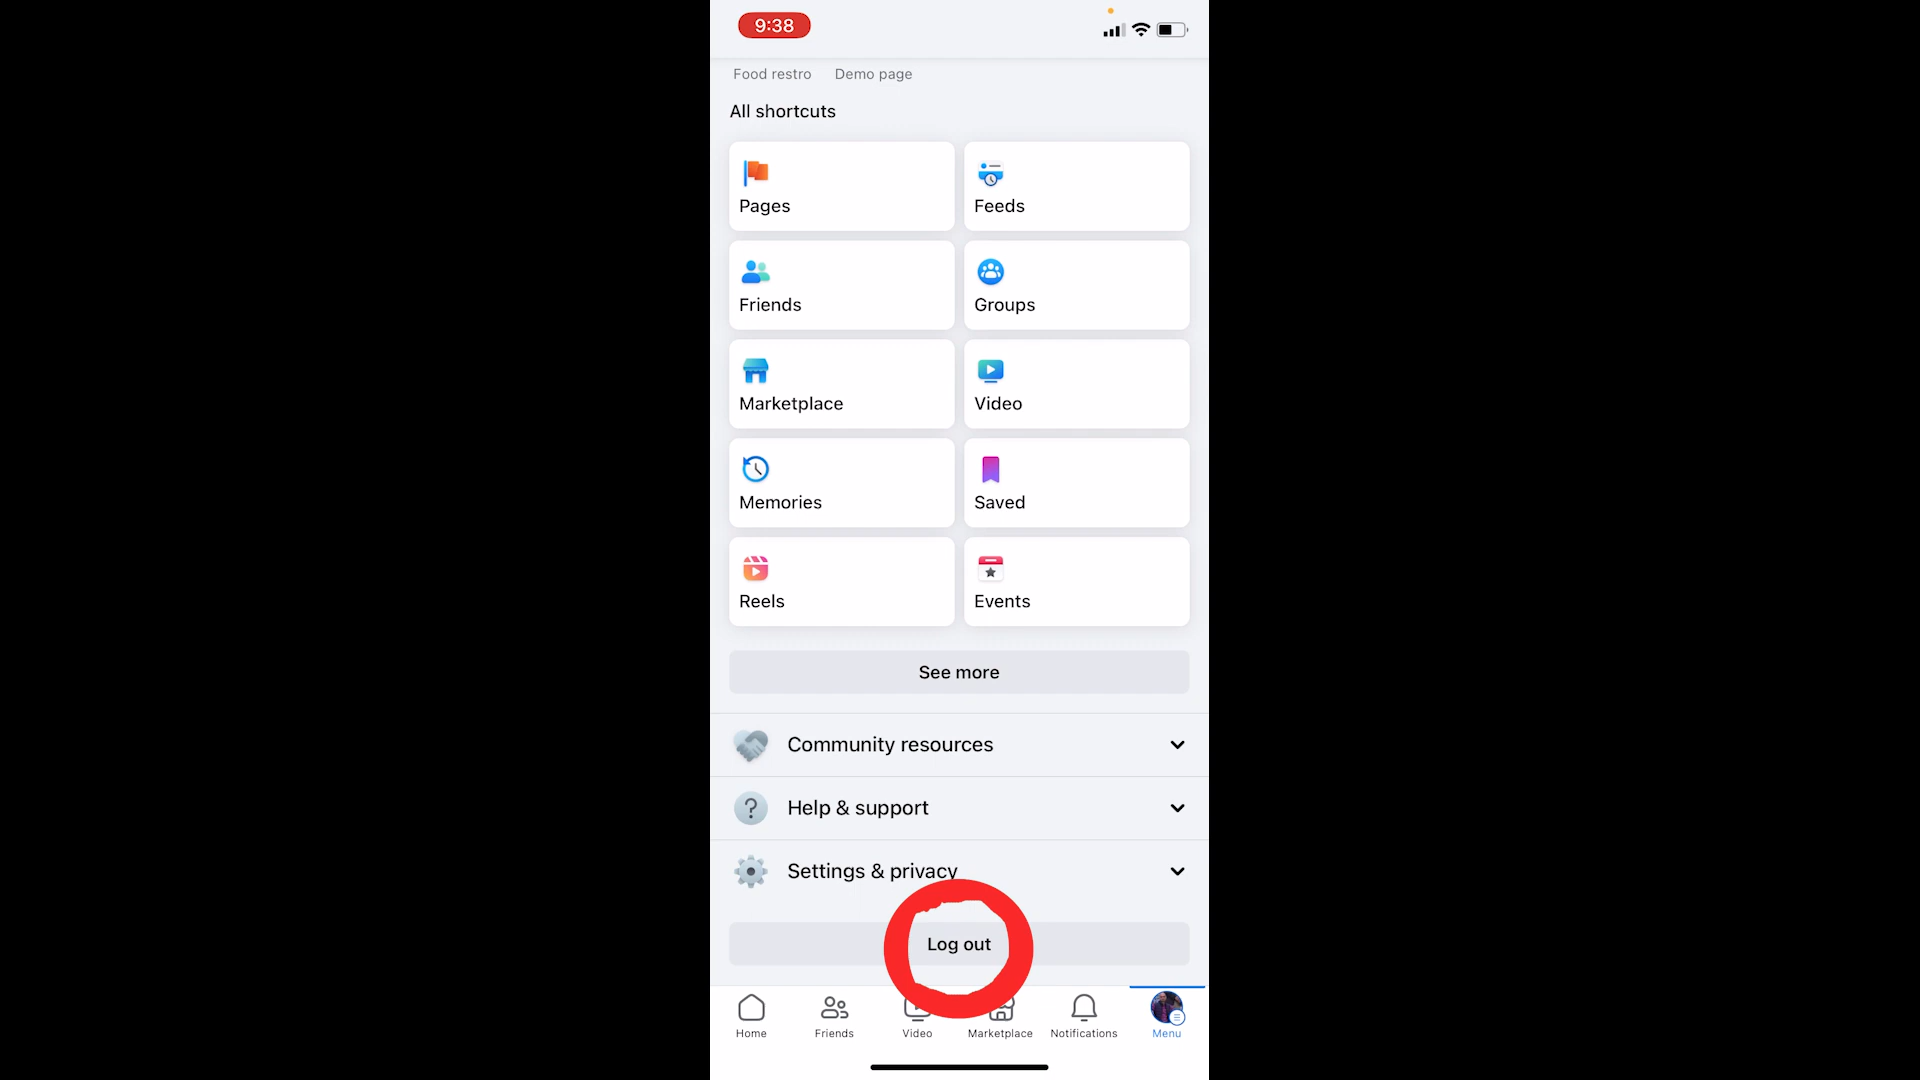 9:38
Food restro Demo page
All shortcuts
Pages Feeds
Friends Groups
Marketplace Video
Memories Saved
Reels Events
See more
Community resources
Help & support
Settings & privacy
Log out
Home Friends Video Marketplace Notifications Menu